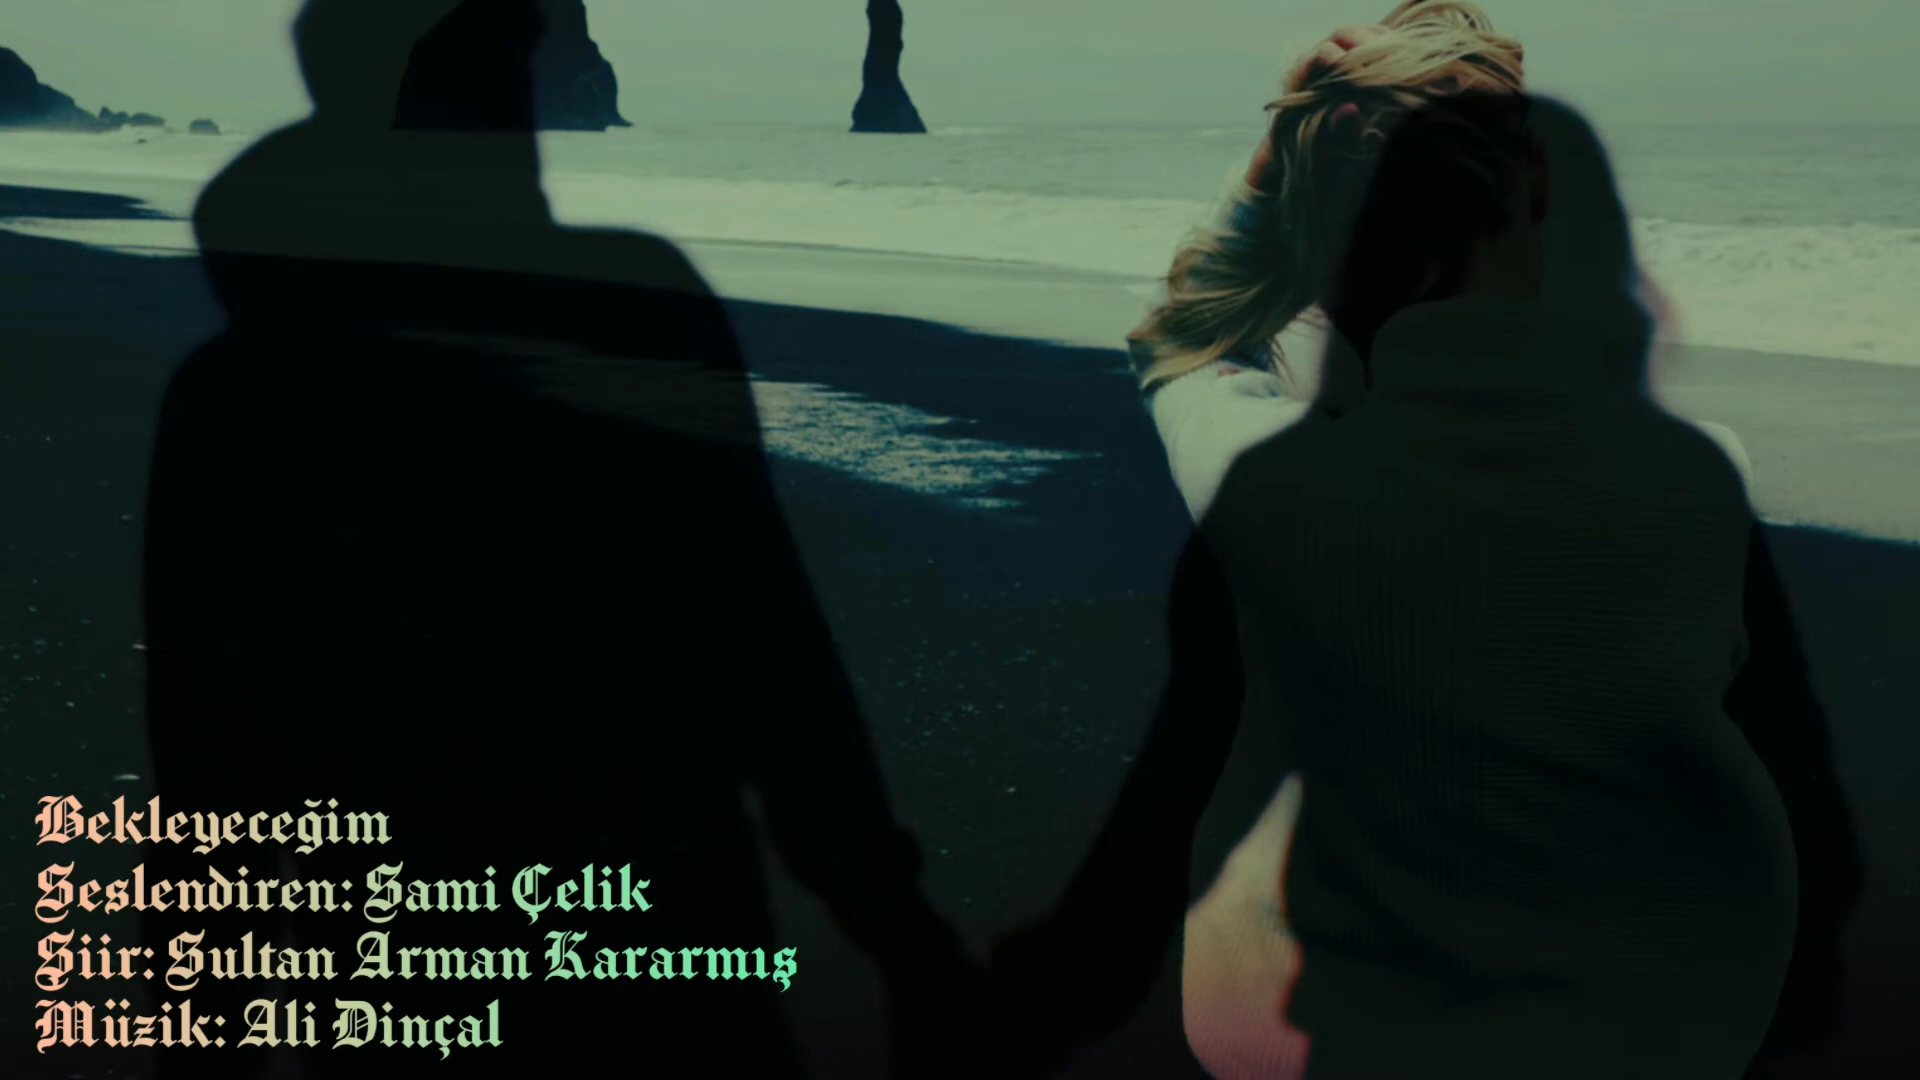 Bekleyeceğim
Seslendiren: Sami Çelik
Şiir: Sultan Arman Kararmış
Müzik: Ali Dinçal